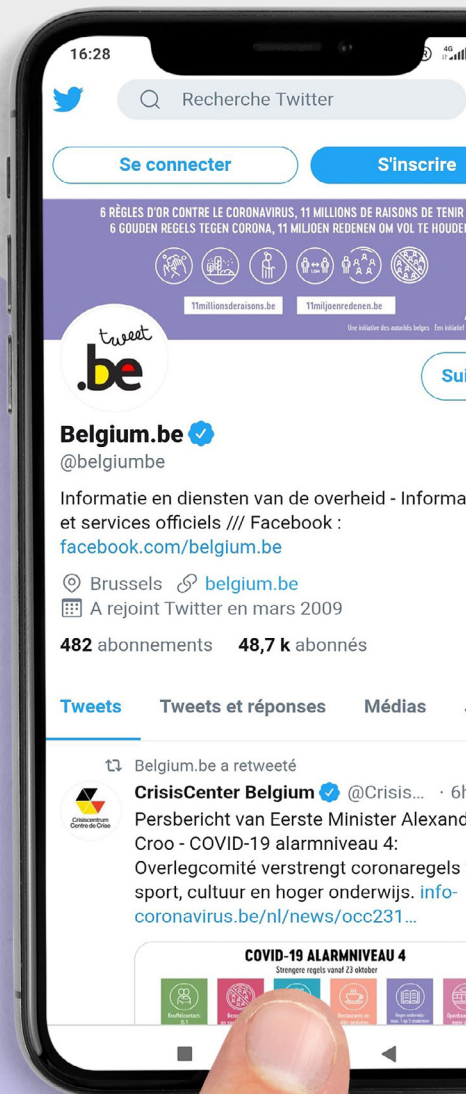 16:28
4G
Recherche Twitter
Se connecter
S'inscrire
6 RÈGLES D'OR CONTRE LE CORONAVIRUS, 11 MILLIONS DE RAISONS DE TENIR
6 GOUDEN REGELS TEGEN CORONA, 11 MILJOEN REDENEN OM VOL TE HOUDE
11millionsderaisons.be
11miljoenredenen.be
Une initiative des autorités belges
Een initiatief
tweet
.be
Sui
Belgium.be
@belgiumbe
Informatie en diensten van de overheid - Informa
et services officiels /// Facebook :
facebook.com/belgium.be
Brussels belgium.be
A rejoint Twitter en mars 2009
482 abonnements 48,7 k abonnés
Tweets Tweets et réponses Médias
Belgium.be a retweeté
CrisisCenter Belgium @Crisis... · 6h
Crisiscentrum
Centre de Crise
Persbericht van Eerste Minister Alexand
Croo - COVID-19 alarmniveau 4:
Overlegcomité verstrengt coronaregels
sport, cultuur en hoger onderwijs. info-
coronavirus.be/nl/news/occ231...
COVID-19 ALARMNIVEAU 4
Strengere regels vanaf 23 oktober
Knuffelcontact: